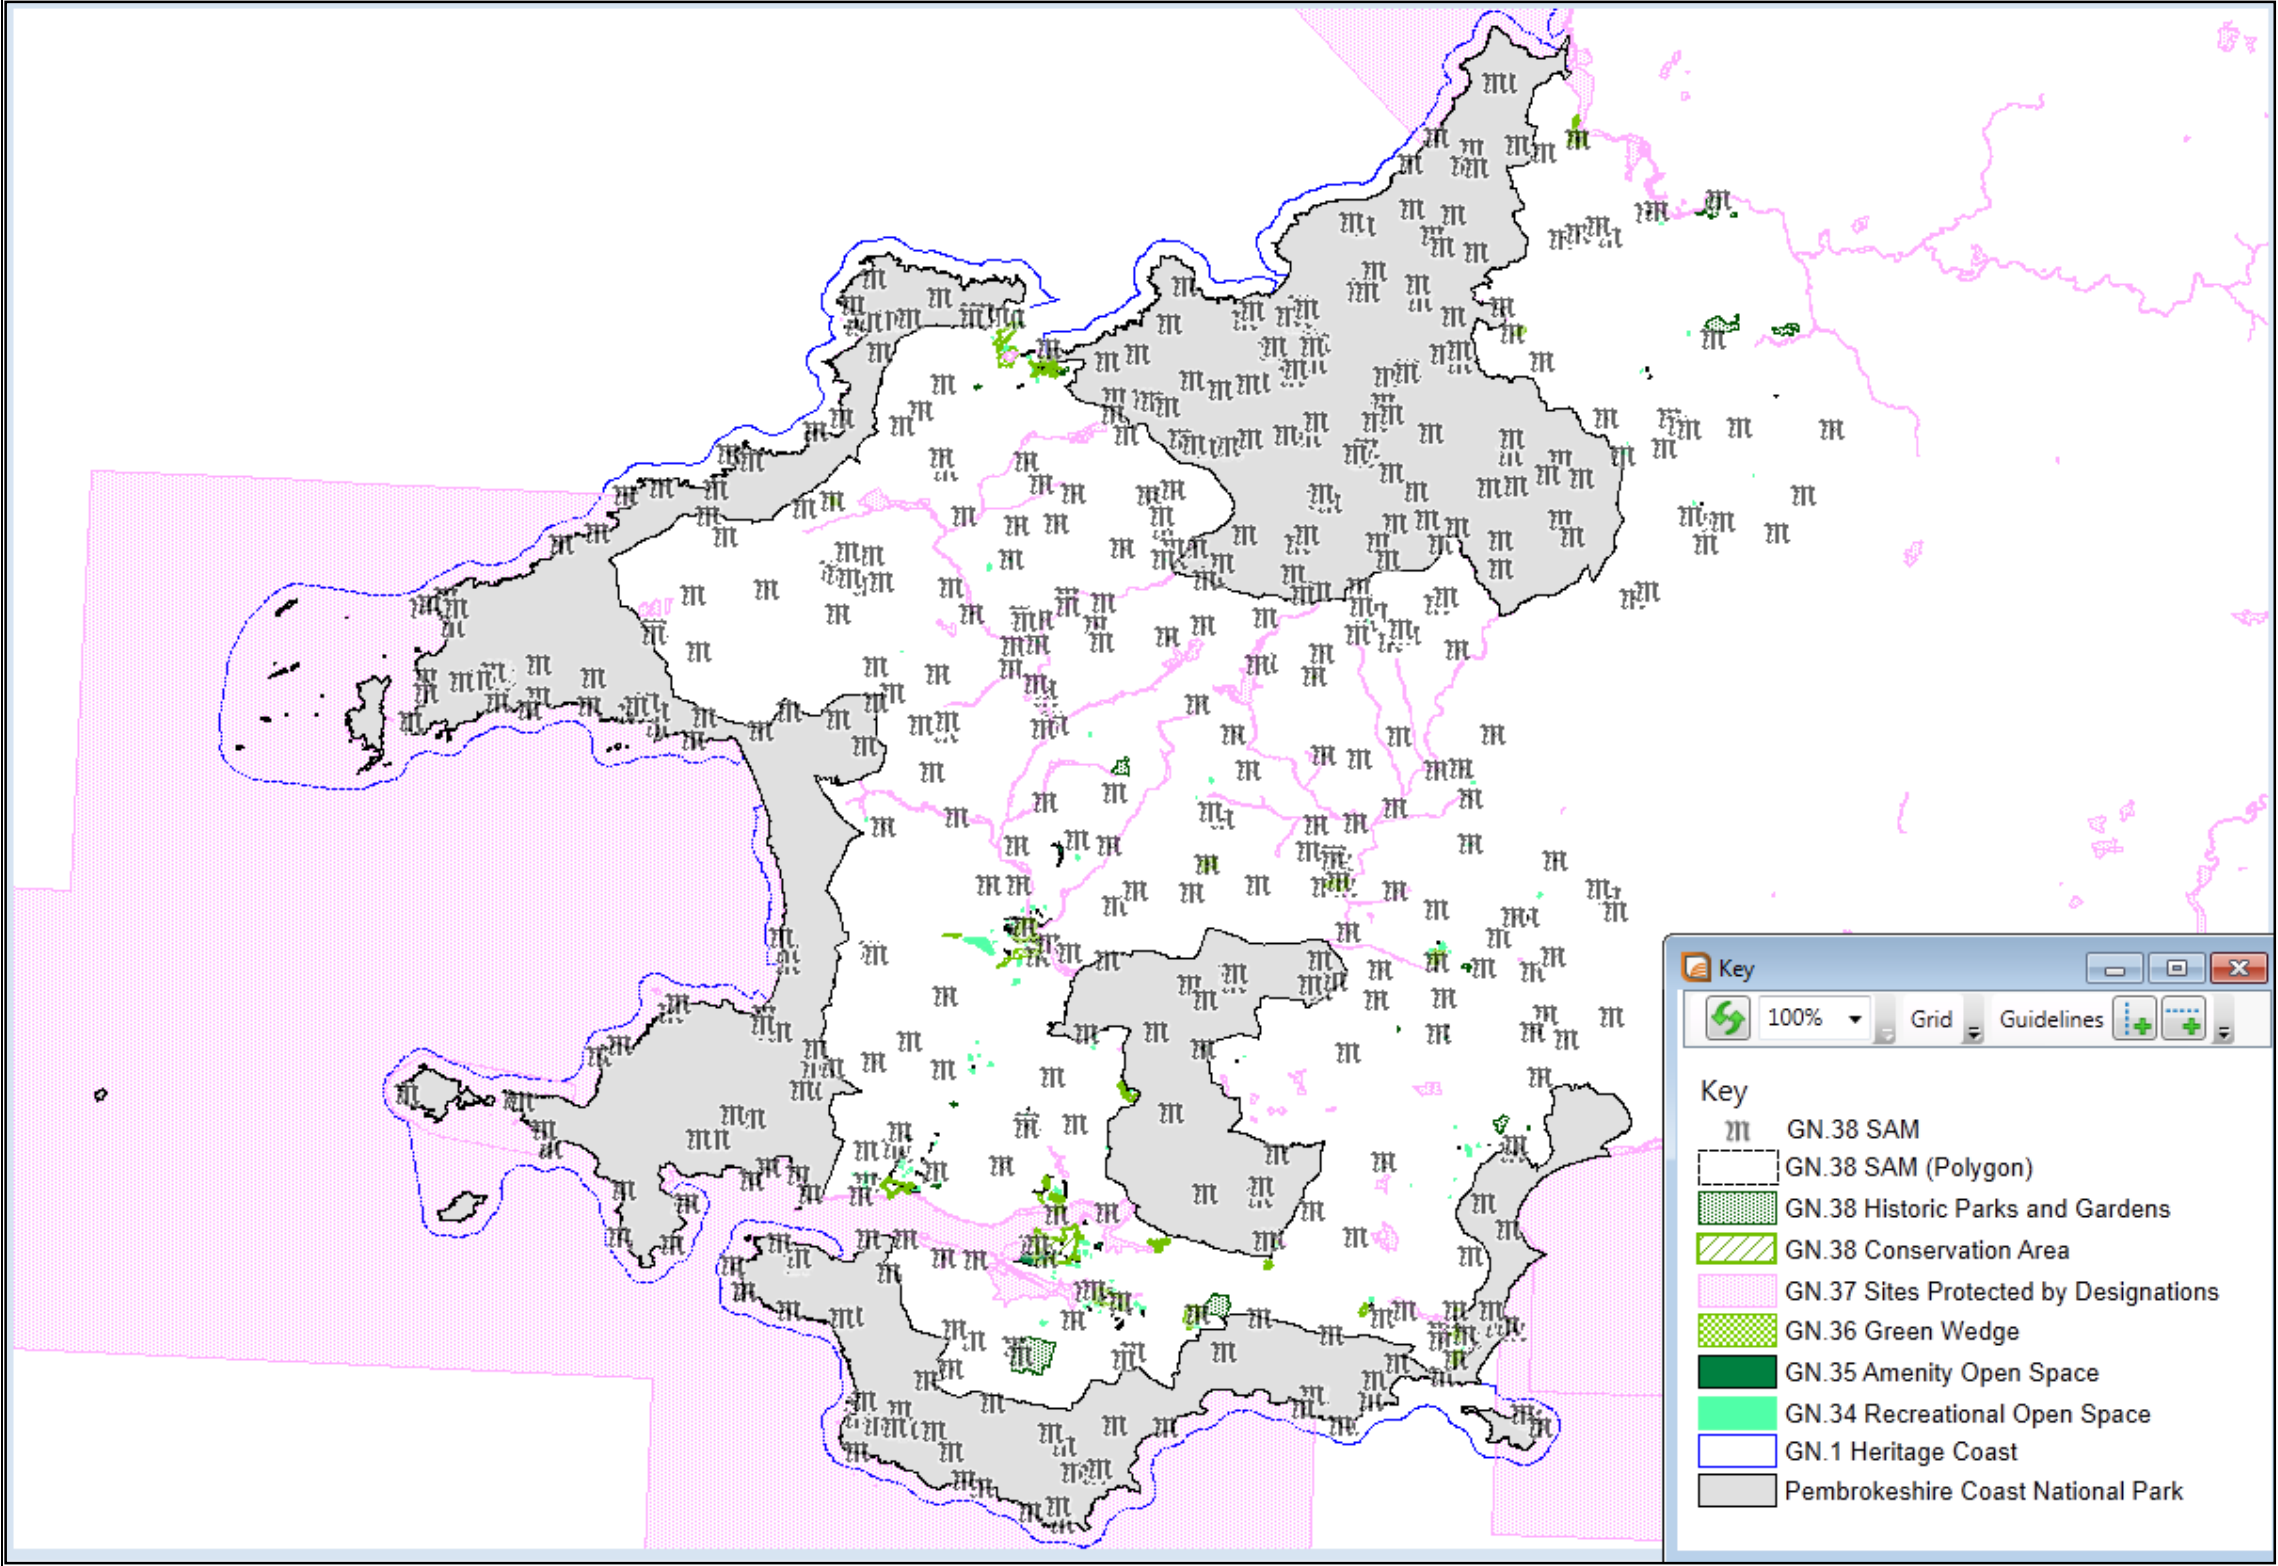 Key
100%
Grid
Guidelines
Key
m GN.38 SAM
GN.38 SAM (Polygon)
GN.38 Historic Parks and Gardens
GN.38 Conservation Area
GN.37 Sites Protected by Designations
GN.36 Green Wedge
GN.35 Amenity Open Space
GN.34 Recreational Open Space
GN.1 Heritage Coast
Pembrokeshire Coast National Park